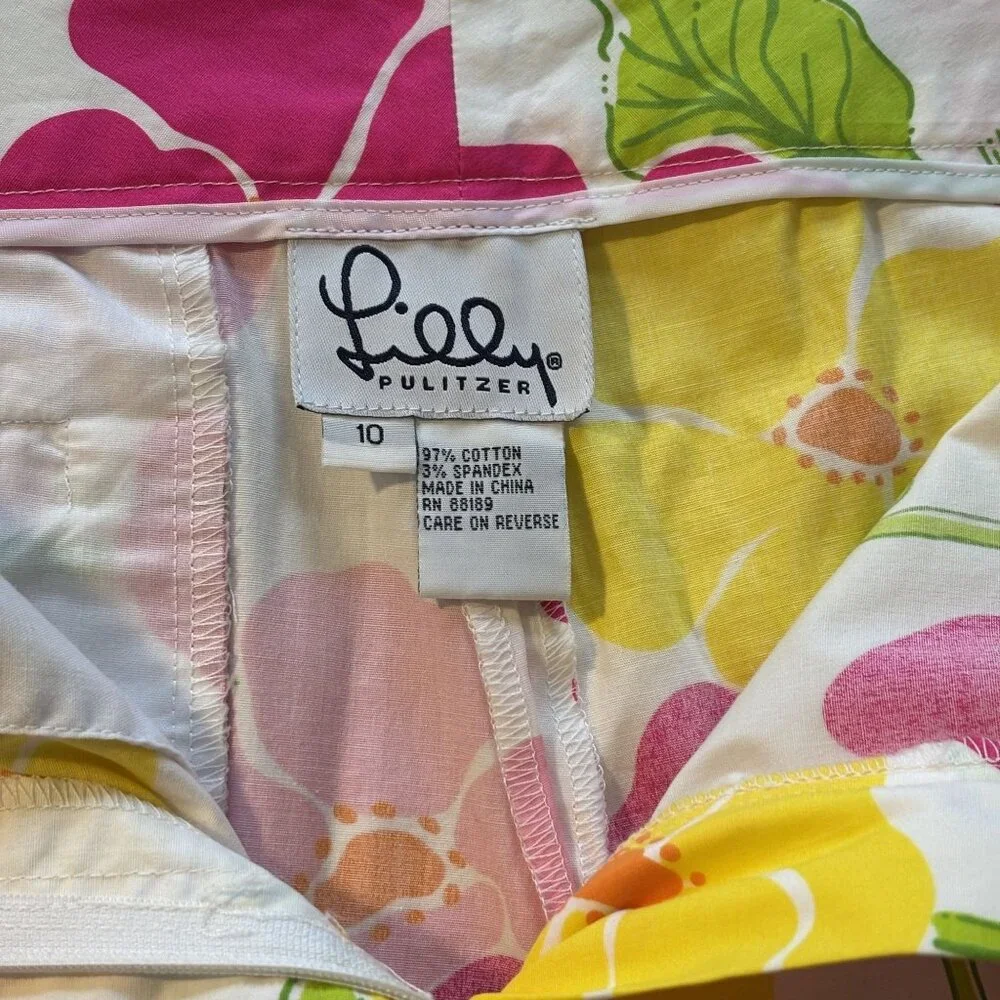 Lilly®
PULITZER
10
97% COTTON
3% SPANDEX
MADE IN CHINA
RN 88189
CARE ON REVERSE